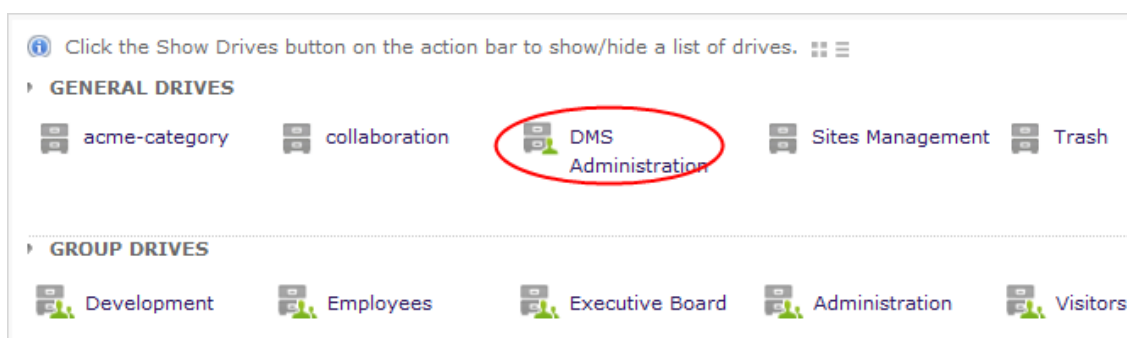 Click the Show Drives button on the action bar to show/hide a list of drives.
GENERAL DRIVES
acme-category collaboration DMS Administration Sites Management Trash
GROUP DRIVES
Development Employees Executive Board Administration Visitors